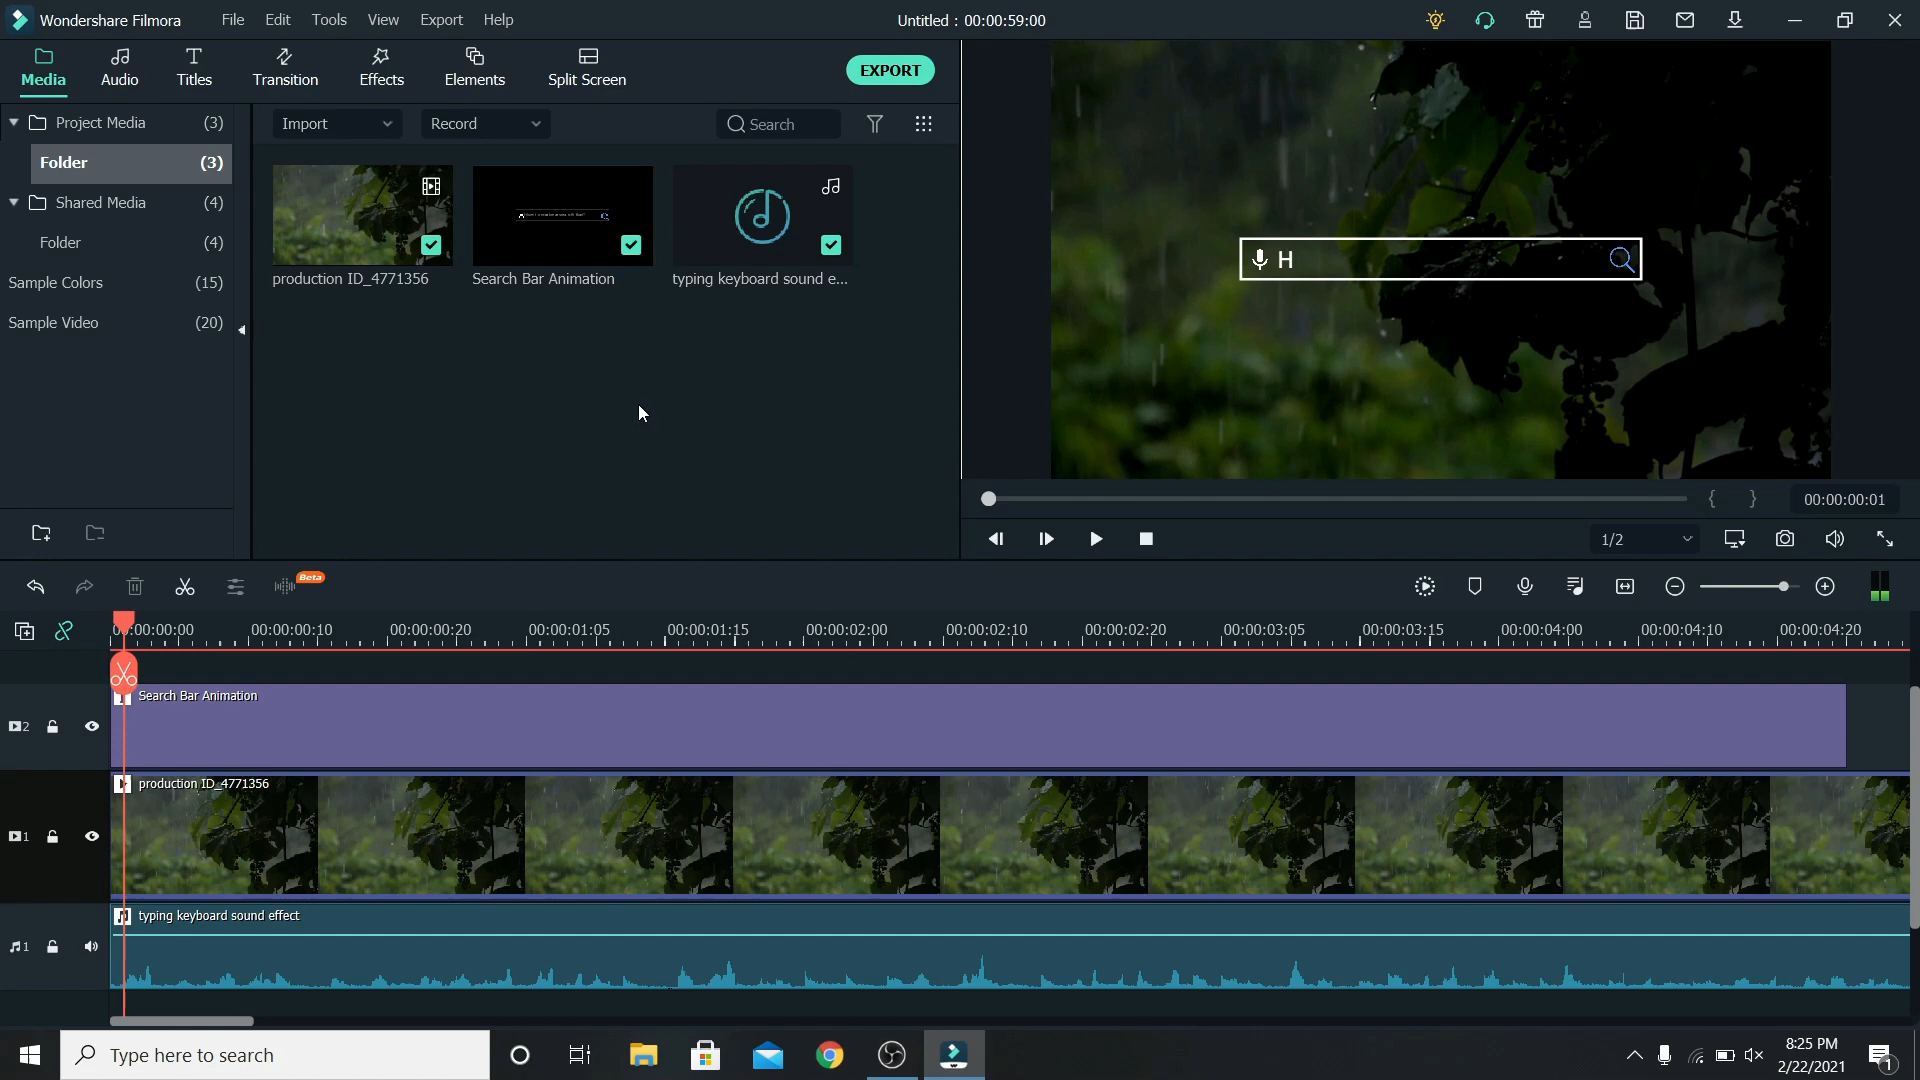 Wondershare Filmora
File Edit Tools View Export Help
Untitled : 00:00:59:00
Media Audio Titles Transition Effects Elements Split Screen
EXPORT
Project Media (3)
Folder (3)
Shared Media (4)
Folder (4)
Sample Colors (15)
Sample Video (20)
Import Record Search
production ID_4771356 Search Bar Animation typing keyboard sound e...
H
{ } 00:00:00:01
1/2
Beta
00:00:00:00 00:00:00:10 00:00:00:20 00:00:01:05 00:00:01:15 00:00:02:00 00:00:02:10 00:00:02:20 00:00:03:05 00:00:03:15 00:00:04:00 00:00:04:10 00:00:04:20
Search Bar Animation
2
production ID_4771356
1
typing keyboard sound effect
1
Type here to search
8:25 PM
2/22/2021
1